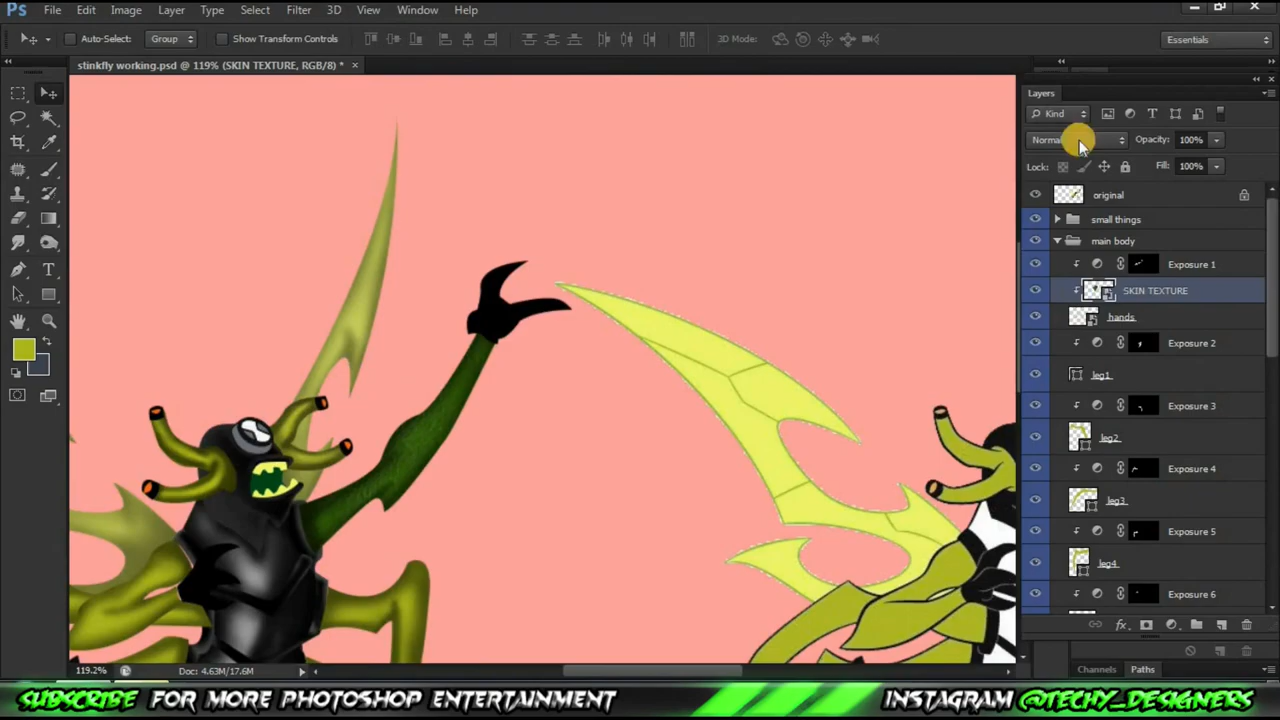 Ps File Edit Image Layer Type Select Filter 3D View Window Help
Auto-Select: Group Show Transform Controls 3D Mode: Essentials
stinkfly working.psd @ 119% (SKIN TEXTURE, RGB/8) * ×
Layers
Kind
Normal Opacity: 100%
Lock: Fill: 100%
original
small things
main body
Exposure 1
SKIN TEXTURE
hands
Exposure 2
leg1
Exposure 3
leg2
Exposure 4
leg3
Exposure 5
leg4
Exposure 6
fx
119.2% Doc: 4.63M/17.6M
Channels Paths
SUBSCRIBE FOR MORE PHOTOSHOP ENTERTAINMENT INSTAGRAM @TECHY_DESIGNERS